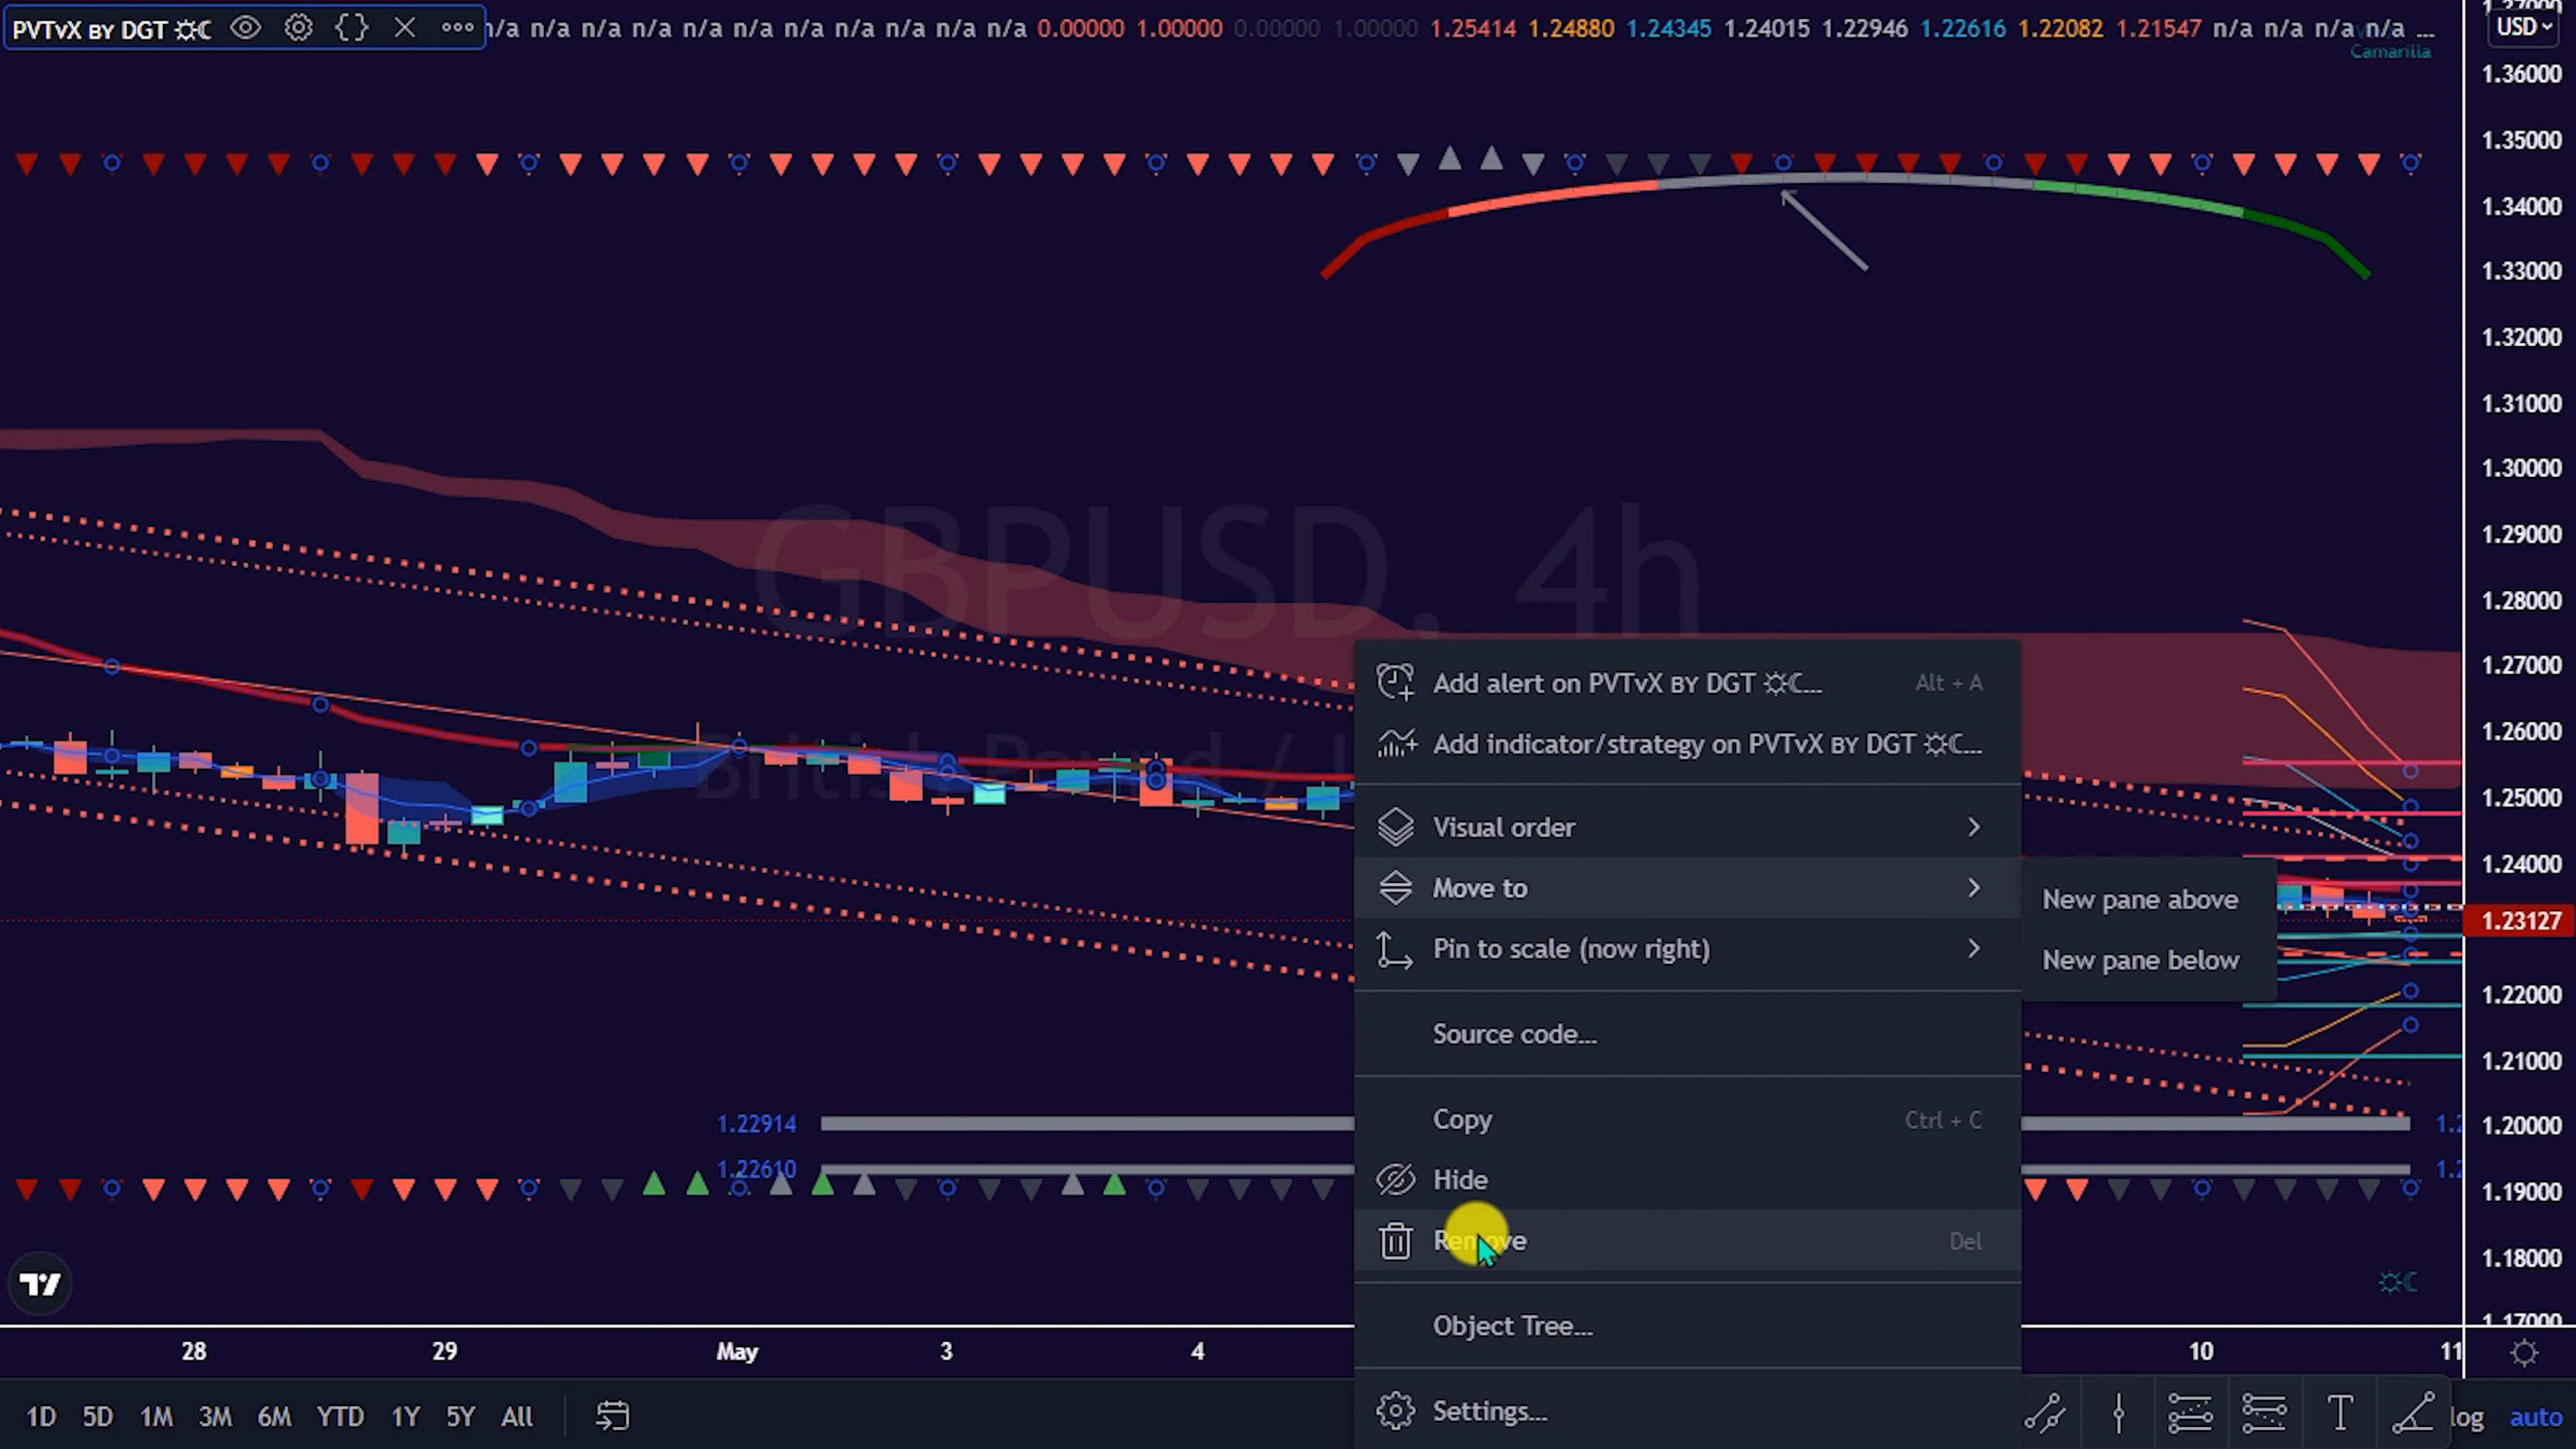 PVTvX BY DGT ☼☾ n/a n/a n/a n/a n/a n/a n/a n/a n/a n/a n/a 0.00000 1.00000 0.00000 1.00000 1.25414 1.24880 1.24345 1.24015 1.22946 1.22616 1.22082 1.21547 n/a n/a n/a n/a ...
USD
Camarilla
1.36000
1.35000
1.34000
1.33000
1.32000
1.31000
1.30000
1.29000
1.28000
1.27000
1.26000
1.25000
1.24000
1.23127
1.22000
1.21000
1.20000
1.19000
1.18000
1.17000
GBPUSD, 4h
British Pound /
Add alert on PVTvX BY DGT ☼☾... Alt + A
Add indicator/strategy on PVTvX BY DGT ☼☾...
Visual order
Move to
New pane above
New pane below
Pin to scale (now right)
Source code...
Copy Ctrl + C
Hide
Remove Del
Object Tree...
Settings...
1.22914
1.22610
28 29 May 3 4 10 11
1D 5D 1M 3M 6M YTD 1Y 5Y All
log auto